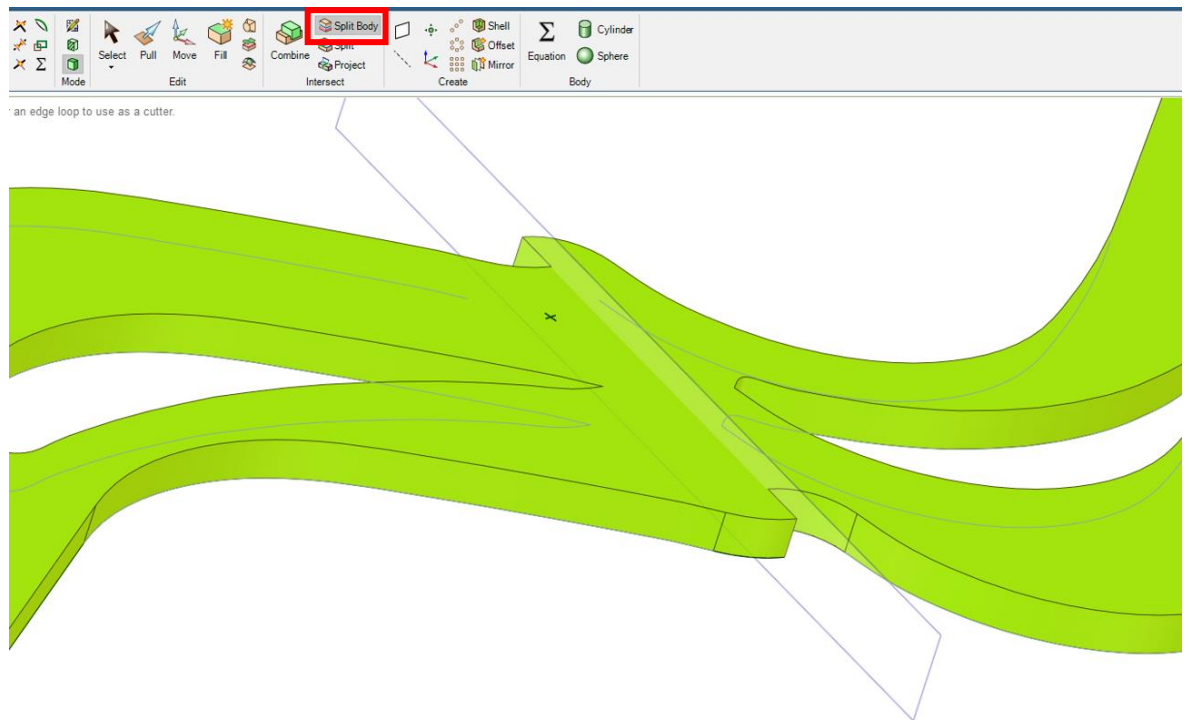 Split Body
Shell
Cylinder
Split
Offset
Select Pull Move Fill Combine Equation Sphere
Project Mirror
Mode Edit Intersect Create Body
an edge loop to use as a cutter.